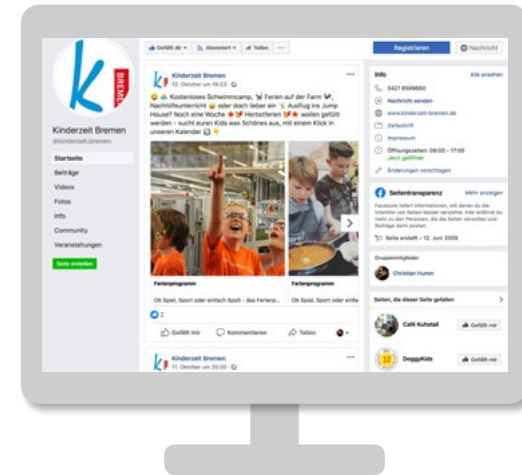 BREMEN
Kinderzeit Bremen
@kinderzeit.bremen
Startseite
Beiträge
Videos
Fotos
Info
Community
Veranstaltungen
Seite erstellen
Gefällt dir
Abonniert
Teilen
Registrieren
Nachricht
Kinderzeit Bremen
12. Oktober um 19:23
Kostenloses Schwimmcamp, Ferien auf der Farm,
Nachhilfeunterricht oder doch lieber ein Ausflug ins Jump
House? Noch eine Woche Herbstferien wollen gefüllt
werden - sucht euren Kids was Schönes aus, mit einem Click in
unseren Kalender
Ferienprogramm
Ob Spiel, Sport oder einfach Spaß - das Ferienp...
Ferienprogramm
Ob Spiel, Sport oder einfa
2
Gefällt mir
Kommentieren
Teilen
Kinderzeit Bremen
11. Oktober um 20:00
Info
Alle ansehen
0421 6599660
Nachricht senden
www.kinderzeit-bremen.de
Zeitschrift
Impressum
Öffnungszeiten: 09:00 - 17:00
Jetzt geöffnet
Änderungen vorschlagen
Seitentransparenz
Mehr anzeigen
Facebook liefert Informationen, mit denen du die
Intention von Seiten besser verstehst. Hier erfährst du
mehr zu den Personen, die die Seiten verwalten und
Beiträge darin posten.
Seite erstellt – 12. Juni 2009
Gruppenmitglieder
Christian Humm
Seiten, die dieser Seite gefallen
Café Kuhstall
Gefällt mir
10
DoggyKids
Gefällt mir